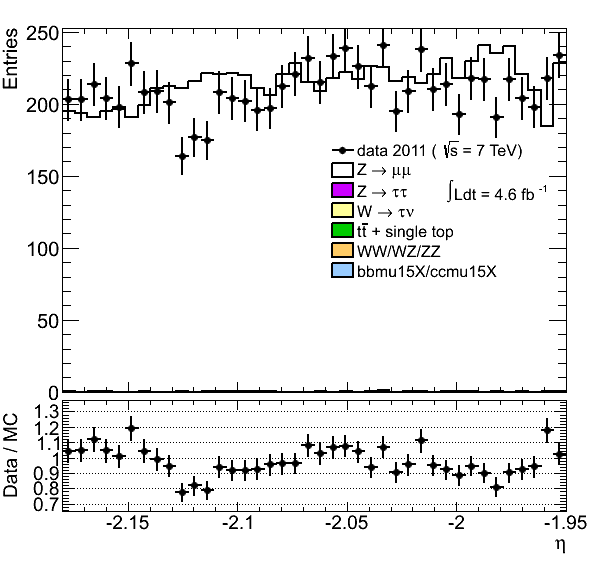 Entries
250
200
150
100
50
0
data 2011 ( √s = 7 TeV)
Z → μμ
Z → ττ
W → τν
tt̄ + single top
WW/WZ/ZZ
bbmu15X/ccmu15X
∫Ldt = 4.6 fb⁻¹
Data / MC
1.3
1.2
1.1
1
0.9
0.8
0.7
-2.15
-2.1
-2.05
-2
-1.95
η